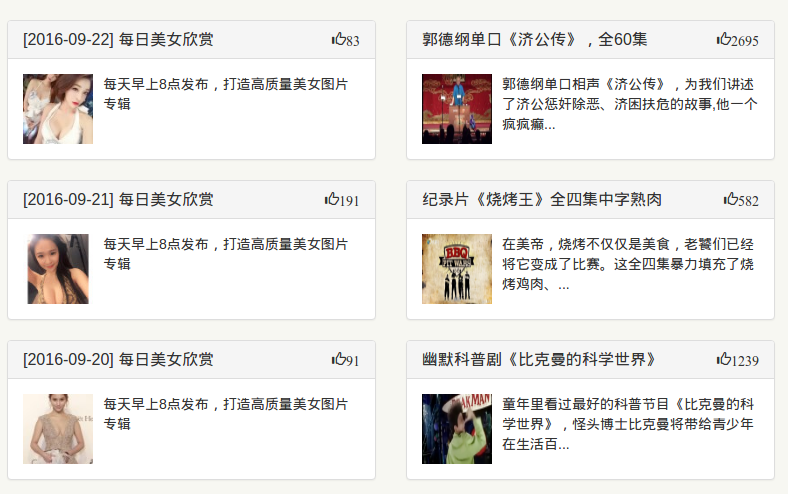 [2016-09-22] 每日美女欣赏
83
每天早上8点发布，打造高质量美女图片
专辑
郭德纲单口《济公传》，全60集
2695
郭德纲单口相声《济公传》，为我们讲述
了济公惩奸除恶、济困扶危的故事,他一个
疯疯癫...
[2016-09-21] 每日美女欣赏
191
每天早上8点发布，打造高质量美女图片
专辑
纪录片《烧烤王》全四集中字熟肉
582
BBQ
PIT WARS
在美帝，烧烤不仅仅是美食，老饕们已经
将它变成了比赛。这全四集暴力填充了烧
烤鸡肉、...
[2016-09-20] 每日美女欣赏
91
每天早上8点发布，打造高质量美女图片
专辑
幽默科普剧《比克曼的科学世界》
1239
AKMAN
童年里看过最好的科普节目《比克曼的科
学世界》，怪头博士比克曼将带给青少年
在生活百...